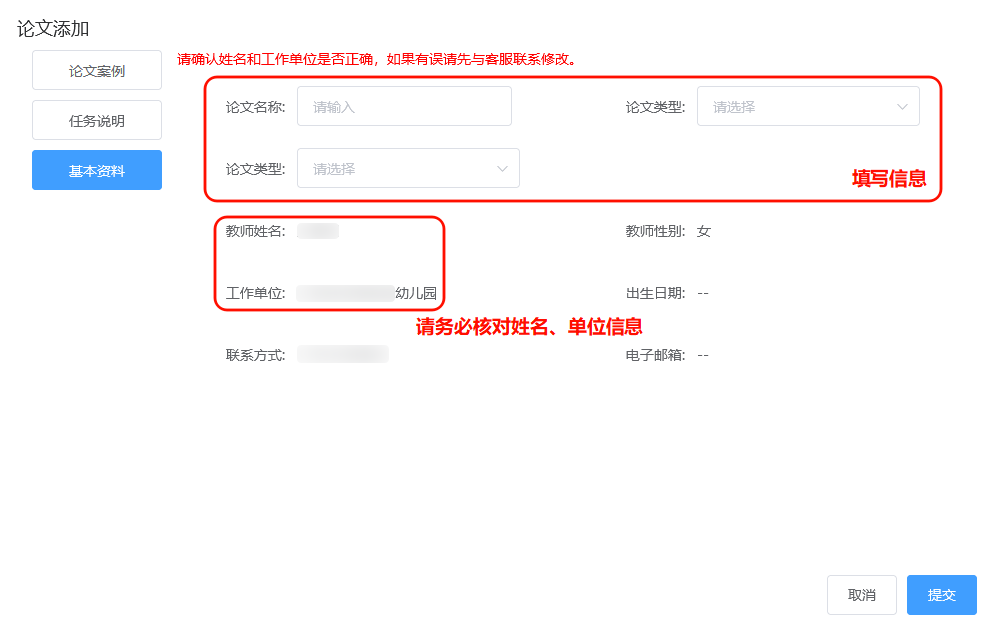 论文添加
论文案例
任务说明
基本资料
请确认姓名和工作单位是否正确，如果有误请先与客服联系修改。
论文名称: 请输入 论文类型: 请选择
论文类型: 请选择
填写信息
教师姓名: 教师性别: 女
工作单位: 幼儿园 出生日期: --
请务必核对姓名、单位信息
联系方式: 电子邮箱: --
取消 提交